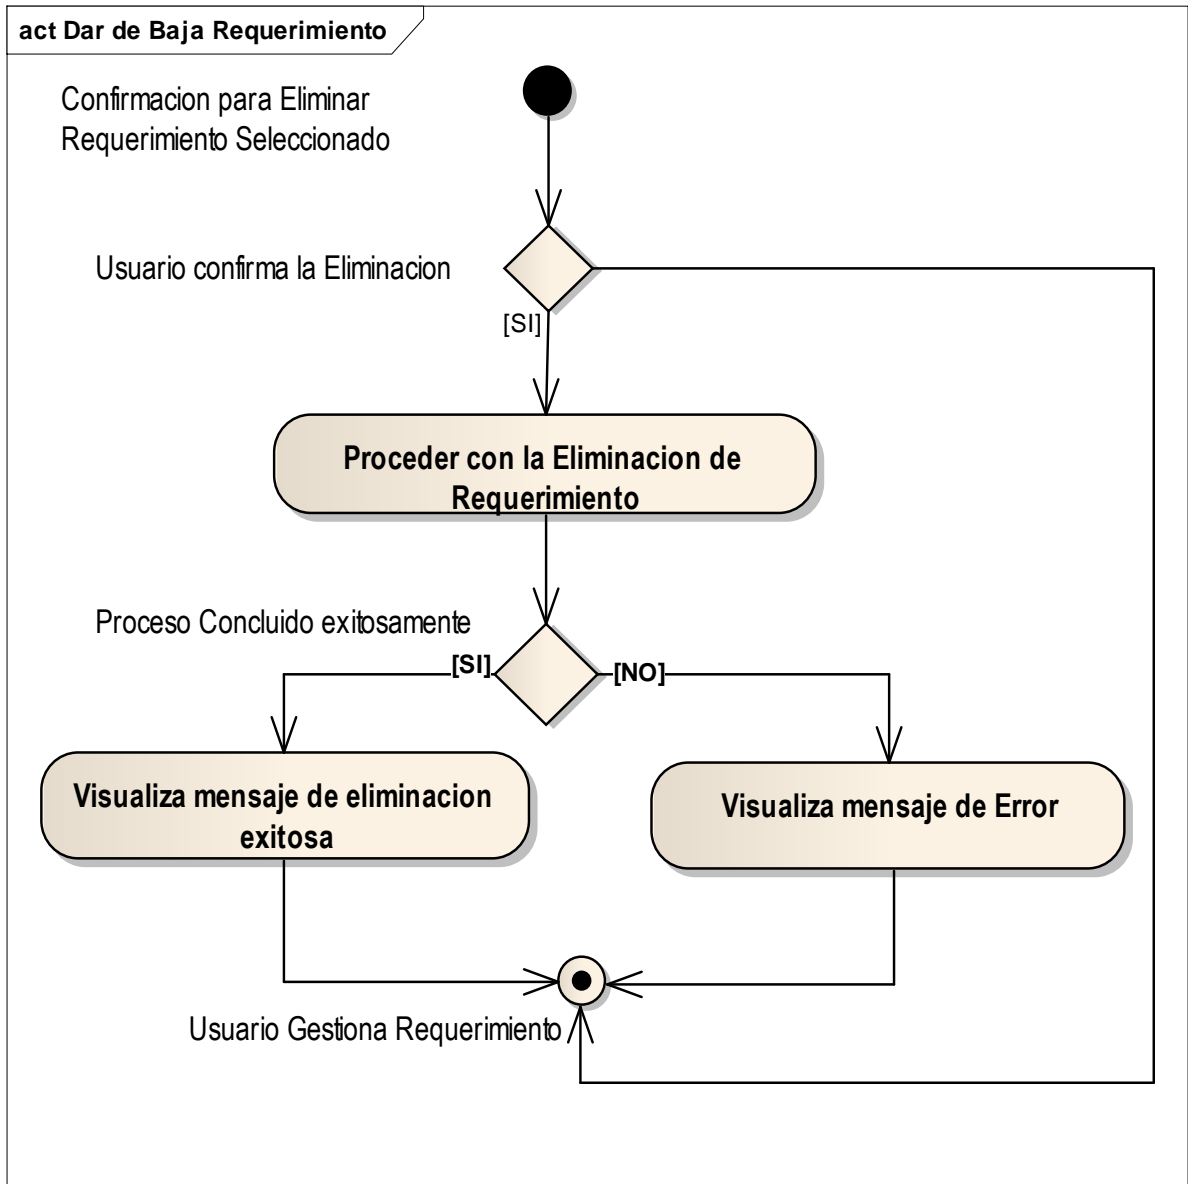 act Dar de Baja Requerimiento
Confirmacion para Eliminar
Requerimiento Seleccionado
Usuario confirma la Eliminacion
[SI]
Proceder con la Eliminacion de
Requerimiento
Proceso Concluido exitosamente
[SI]
[NO]
Visualiza mensaje de eliminacion
exitosa
Visualiza mensaje de Error
Usuario Gestiona Requerimiento